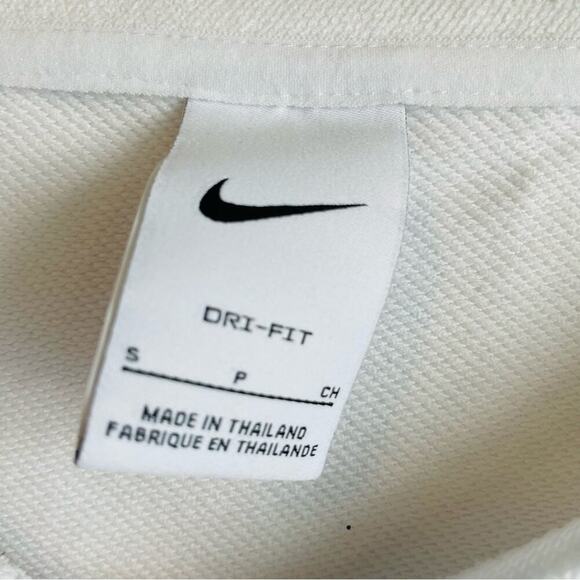 DRI-FIT
S P CH
MADE IN THAILAND
FABRIQUE EN THAILANDE